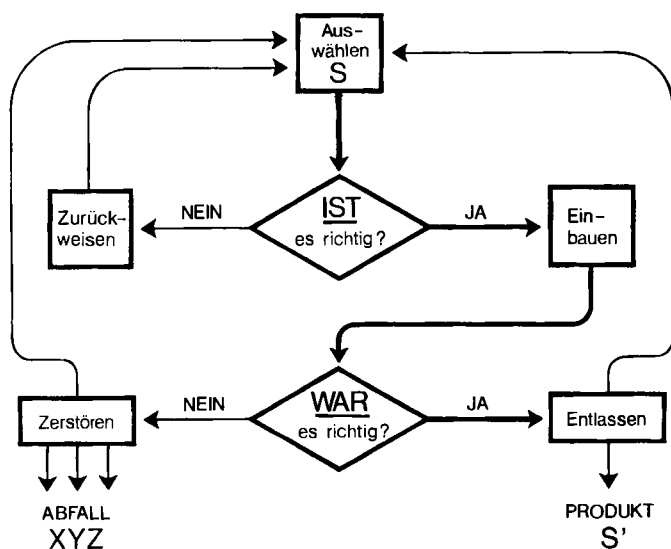 Aus-
wählen
S
Zurück-
weisen
NEIN
IST
es richtig?
JA
Ein-
bauen
Zerstören
NEIN
WAR
es richtig?
JA
Entlassen
ABFALL
XYZ
PRODUKT
S'